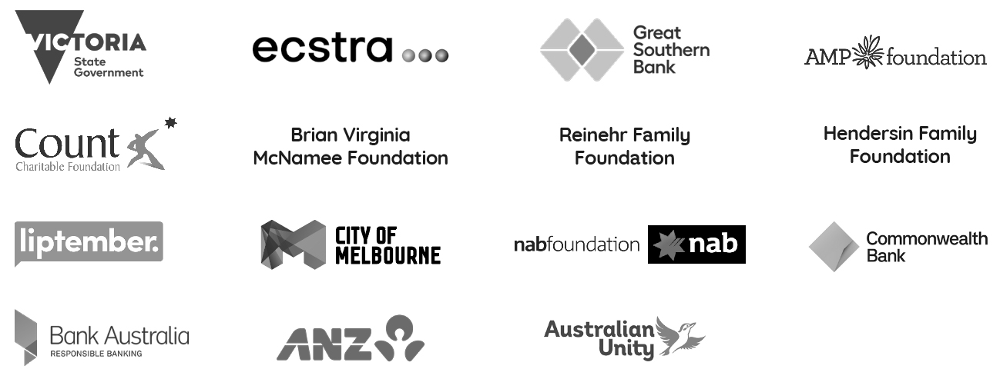 VICTORIA
State
Government
ecstra
Great
Southern
Bank
AMP foundation
Count
Charitable Foundation
Brian Virginia
McNamee Foundation
Reinehr Family
Foundation
Hendersin Family
Foundation
liptember.
CITY OF
MELBOURNE
nabfoundation nab
Commonwealth
Bank
Bank Australia
RESPONSIBLE BANKING
ANZ
Australian
Unity